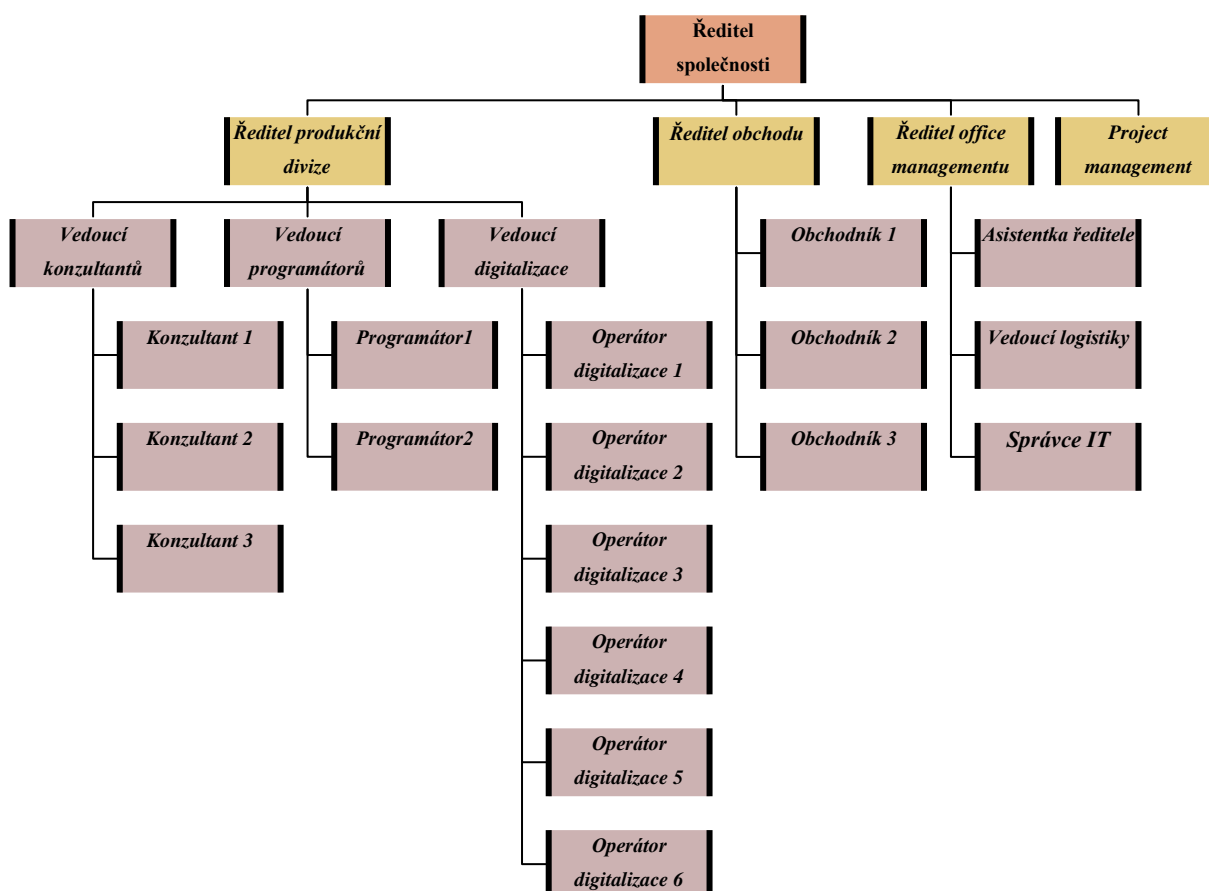 Ředitel
společnosti
Ředitel produkční
divize
Ředitel obchodu
Ředitel office
managementu
Project
management
Vedoucí
konzultantů
Vedoucí
programátorů
Vedoucí
digitalizace
Obchodník 1
Asistentka ředitele
Konzultant 1
Programátor1
Operátor
digitalizace 1
Obchodník 2
Vedoucí logistiky
Konzultant 2
Programátor2
Operátor
digitalizace 2
Obchodník 3
Správce IT
Konzultant 3
Operátor
digitalizace 3
Operátor
digitalizace 4
Operátor
digitalizace 5
Operátor
digitalizace 6